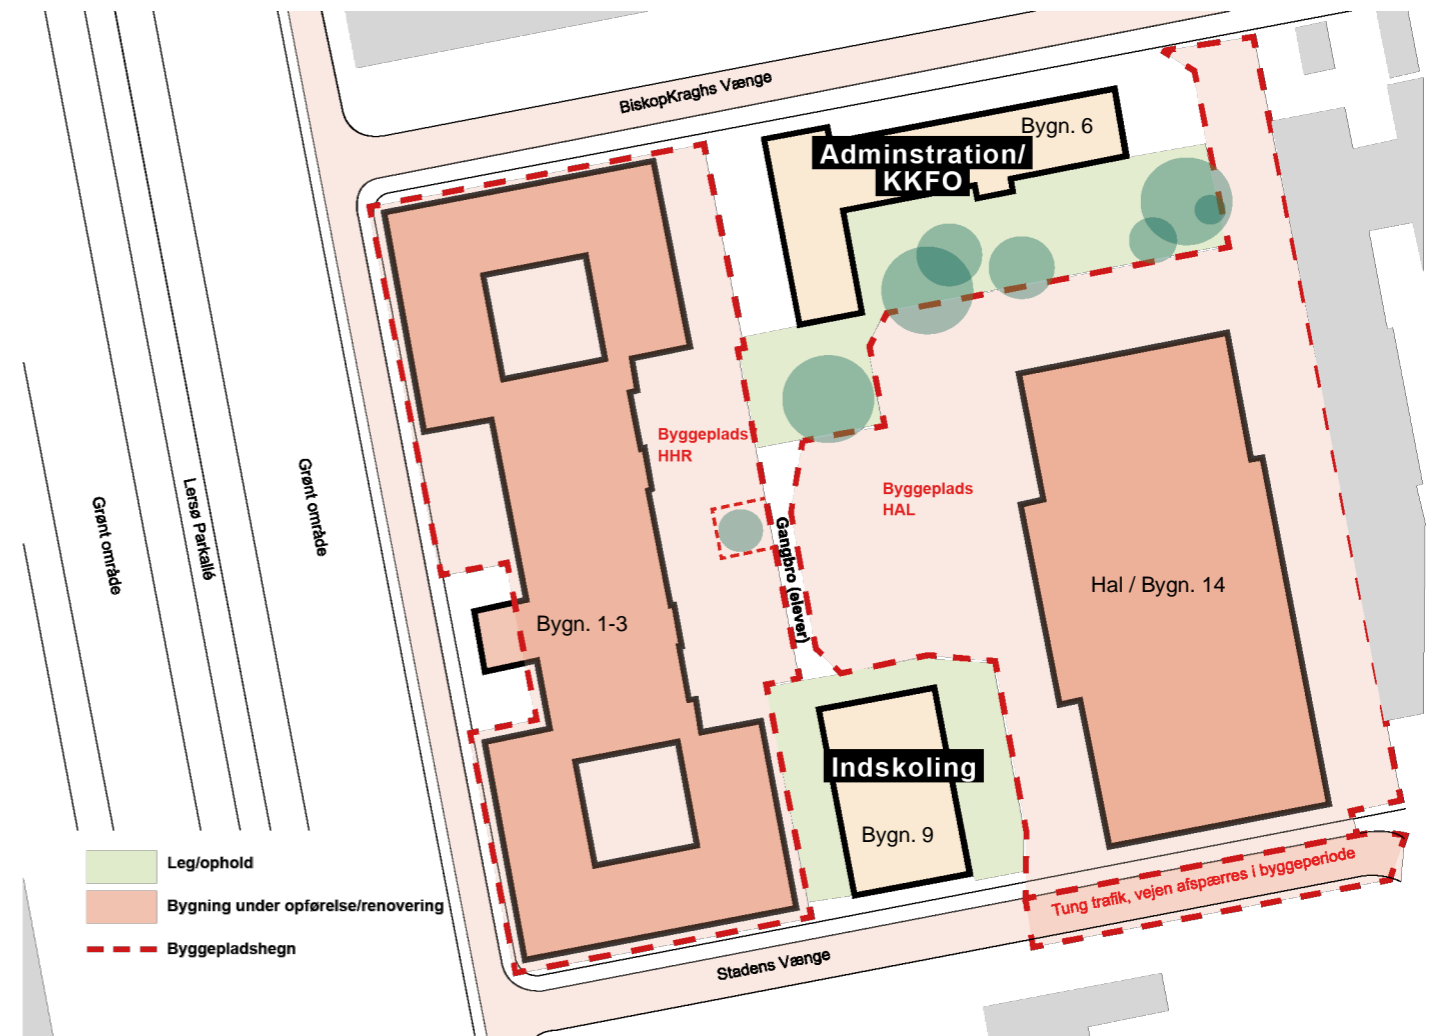 BiskopKraghs Vænge
Bygn. 6
Adminstration/
KKFO
Byggeplads
HHR
Byggeplads
HAL
Grønt område
Lersø Parkallé
Grønt område
Gangbro (elever)
Hal / Bygn. 14
Bygn. 1-3
Indskoling
Bygn. 9
Leg/ophold
Bygning under opførelse/renovering
Byggepladshegn
Tung trafik, vejen afspærres i byggeperiode
Stadens Vænge